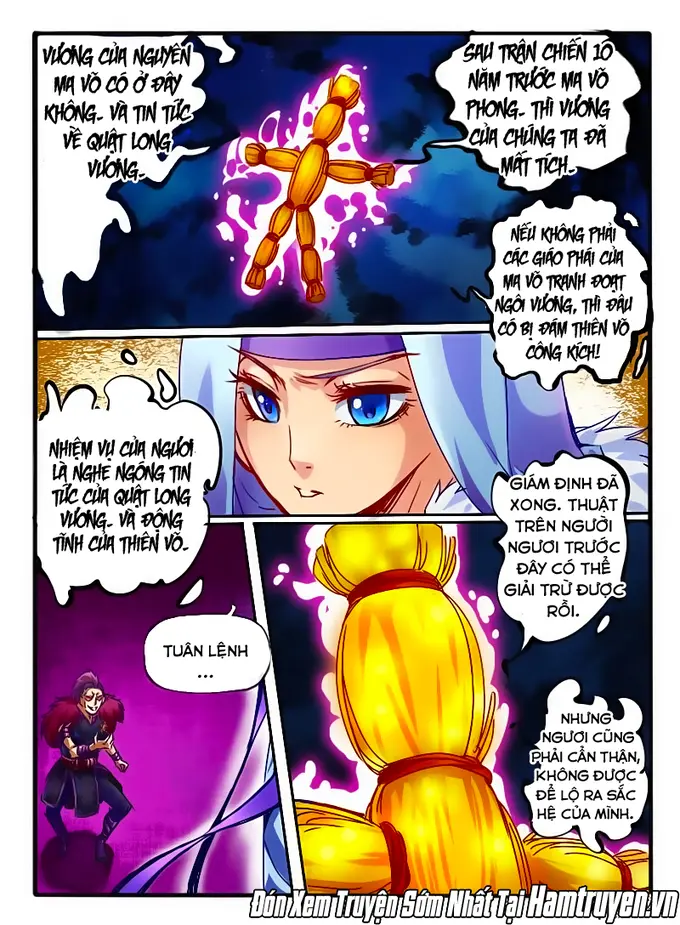 VƯƠNG CỦA NGUYÊN
MA VÕ CÓ Ở ĐÂY
KHÔNG... VÀ TIN TỨC
VỀ QUẬT LONG
VƯƠNG...
SAU TRẬN CHIẾN 10
NĂM TRƯỚC MA VÕ
PHONG... THÌ VƯƠNG
CỦA CHÚNG TA ĐÃ
MẤT TÍCH...
NẾU KHÔNG PHẢI
CÁC GIÁO PHÁI CỦA
MA VÕ TRANH ĐOẠT
NGÔI VƯƠNG, THÌ ĐÂU
CÓ BỊ ĐÁM THIÊN VÕ
CÔNG KÍCH!
NHIỆM VỤ CỦA NGƯƠI
LÀ NGHE NGÓNG TIN
TỨC CỦA QUẬT LONG
VƯƠNG... VÀ ĐỘNG
TĨNH CỦA THIÊN VÕ...
GIÁM ĐỊNH ĐÃ
XONG. THUẬT
TRÊN NGƯỜI
NGƯƠI TRƯỚC
ĐÂY CÓ THỂ
GIẢI TRỪ ĐƯỢC
RỒI.
TUÂN LỆNH
...
NHƯNG
NGƯƠI CŨNG
PHẢI CẨN THẬN,
KHÔNG ĐƯỢC
ĐỂ LỘ RA SẮC
HỆ CỦA MÌNH.
Đón Xem Truyện Sớm Nhất Tại Hamtruyen.vn